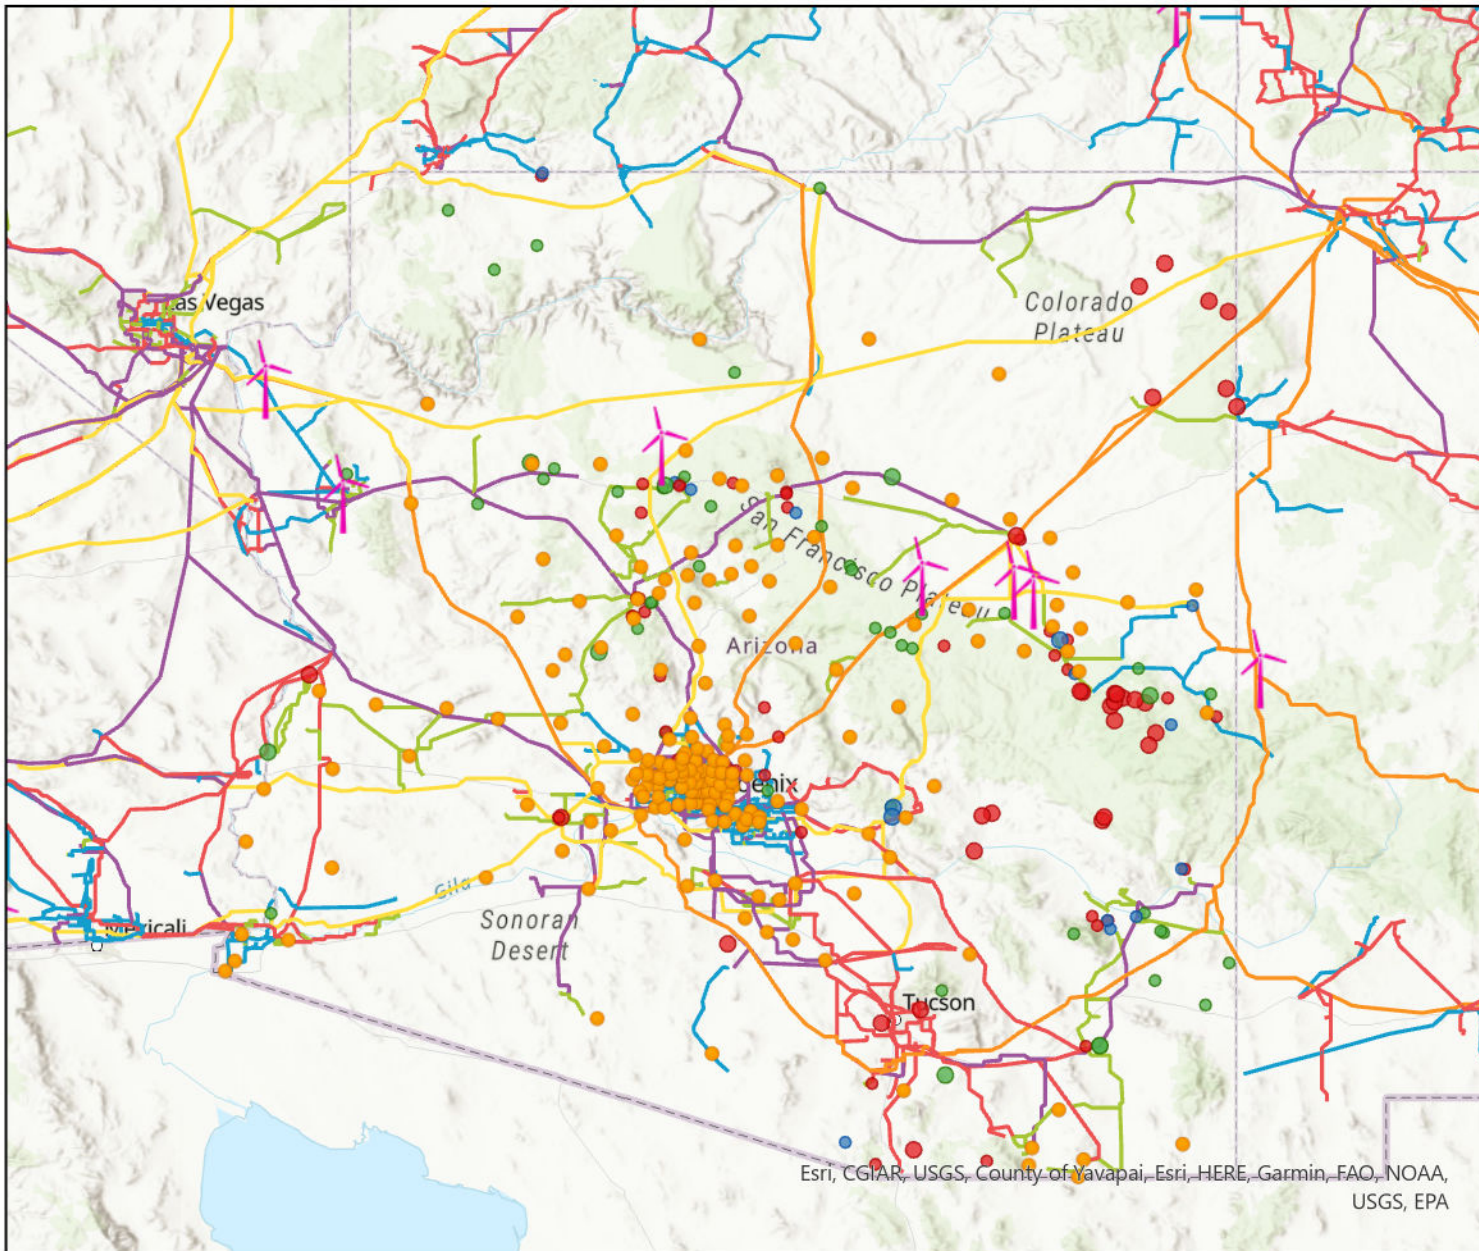 Las Vegas
Colorado
Plateau
San Francisco Plateau
Arizona
Gila
Sonoran
Desert
Mexicali
Tucson
Esri, CGIAR, USGS, County of Yavapai, Esri, HERE, Garmin, FAO, NOAA,
USGS, EPA